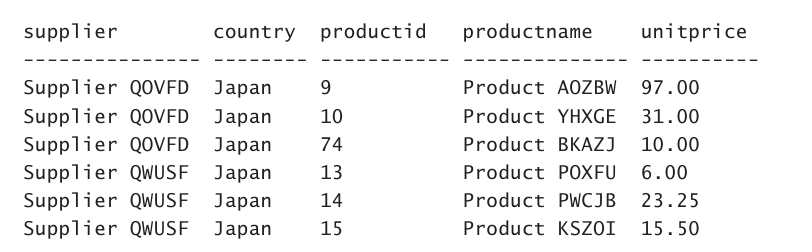 supplier        country  productid   productname    unitprice
--------------- -------- ----------- -------------- ----------
Supplier QOVFD  Japan    9           Product AOZBW  97.00
Supplier QOVFD  Japan    10          Product YHXGE  31.00
Supplier QOVFD  Japan    74          Product BKAZJ  10.00
Supplier QWUSF  Japan    13          Product POXFU  6.00
Supplier QWUSF  Japan    14          Product PWCJB  23.25
Supplier QWUSF  Japan    15          Product KSZOI  15.50